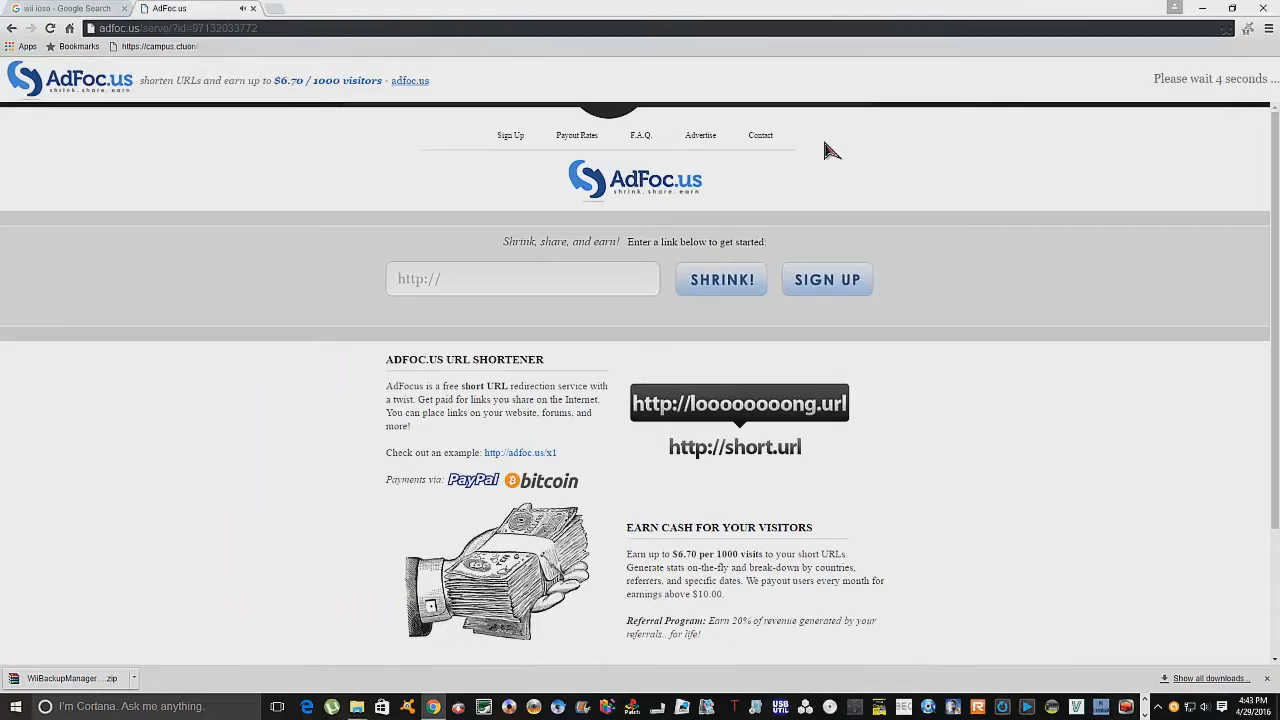 wii ieso - Google Search
AdFoc.us
adfoc.us/serve/?id=97132033772
Apps
Bookmarks
https://campus.ctuonl
AdFoc.us
shrink. share. earn
shorten URLs and earn up to $6.70 / 1000 visitors - adfoc.us
Please wait 4 seconds ...
Sign Up
Payout Rates
F.A.Q.
Advertise
Contact
AdFoc.us
shrink. share. earn
Shrink, share, and earn! Enter a link below to get started:
http://
SHRINK!
SIGN UP
ADFOC.US URL SHORTENER
AdFocus is a free short URL redirection service with
a twist. Get paid for links you share on the Internet.
You can place links on your website, forums, and
more!
Check out an example: http://adfoc.us/x1
Payments via: PayPal bitcoin
http://loooooooong.url
http://short.url
EARN CASH FOR YOUR VISITORS
Earn up to $6.70 per 1000 visits to your short URLs.
Generate stats on-the-fly and break-down by countries,
referrers, and specific dates. We payout users every month for
earnings above $10.00.
Referral Program: Earn 20% of revenue generated by your
referrals.. for life!
WiiBackupManager....zip
Show all downloads...
I'm Cortana. Ask me anything.
Patch
USB
UTIL
4:43 PM
4/29/2016